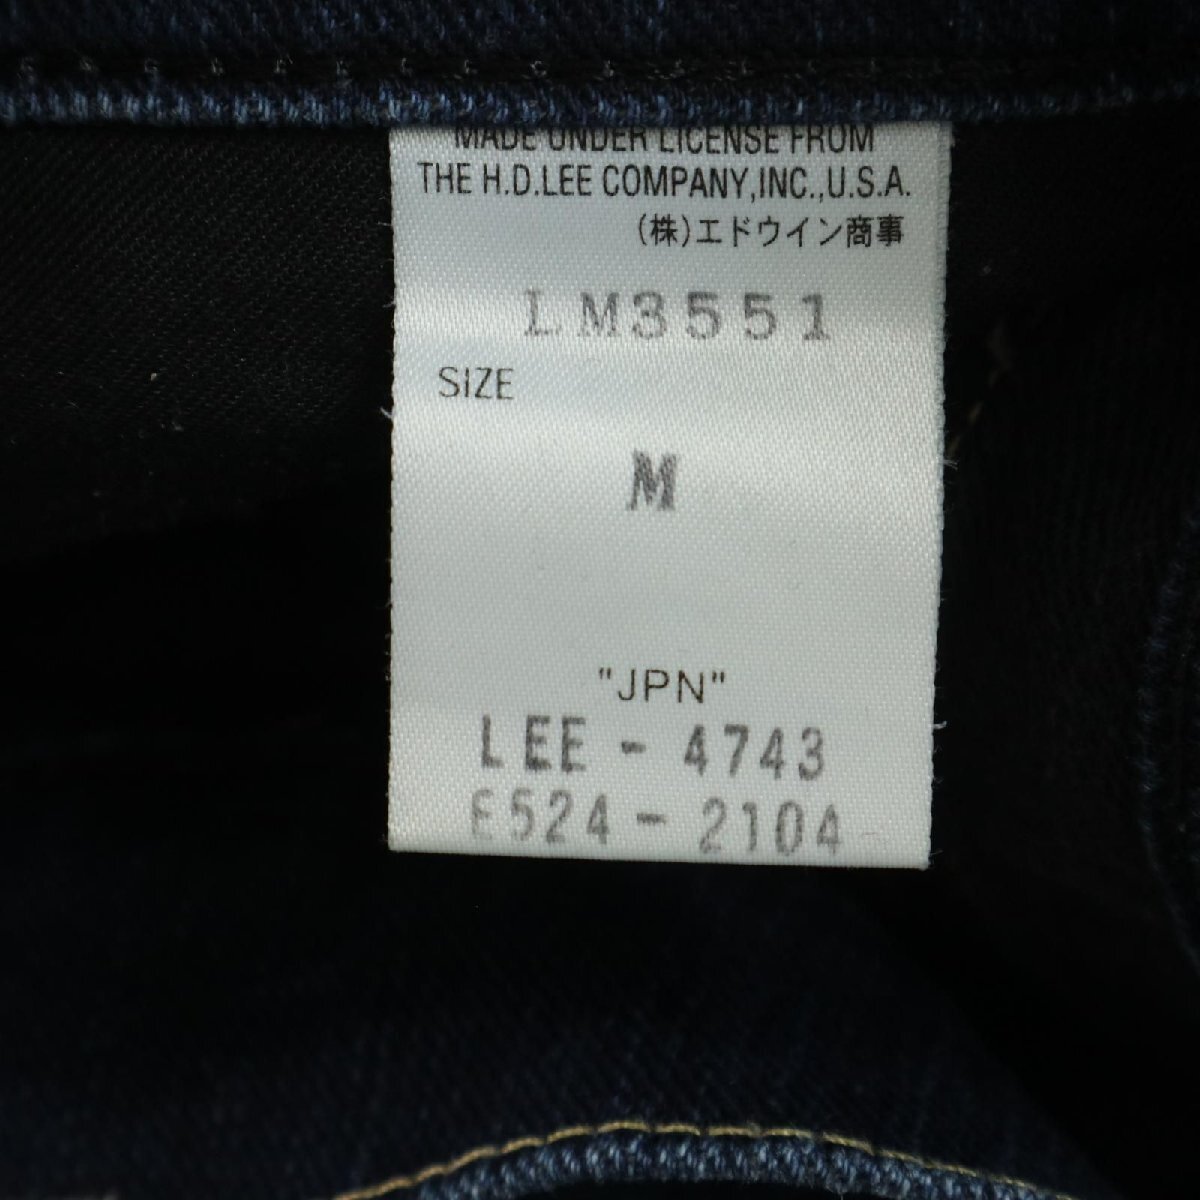 MADE UNDER LICENSE FROM
THE H.D.LEE COMPANY,INC.,U.S.A.
(株)エドウイン商事
LM3551
SIZE
M
"JPN"
LEE - 4743
E524 - 2104